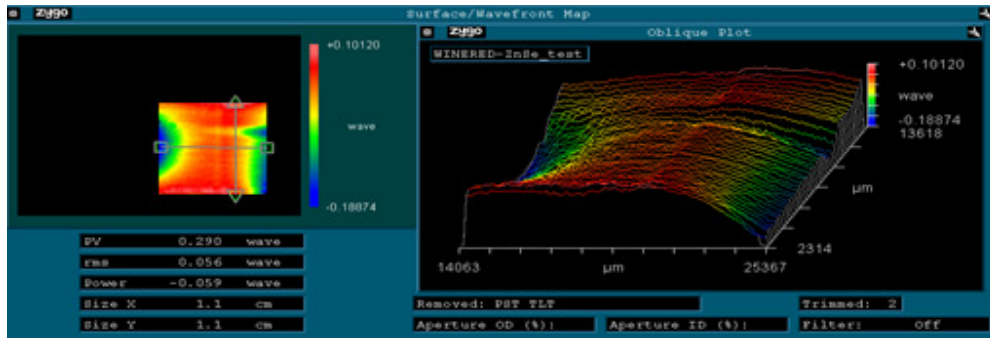 zygo
Surface/Wavefront Map
+0.10120
wave
-0.18874
PV 0.290 wave
rms 0.056 wave
Power -0.059 wave
Size X 1.1 cm
Size Y 1.1 cm
zygo
Oblique Plot
WINERED-InSe_test
+0.10120
wave
-0.18874
13618
µm
2314
14063
µm
25367
Removed: PST TLT
Trimmed: 2
Aperture OD (%):
Aperture ID (%):
Filter: Off